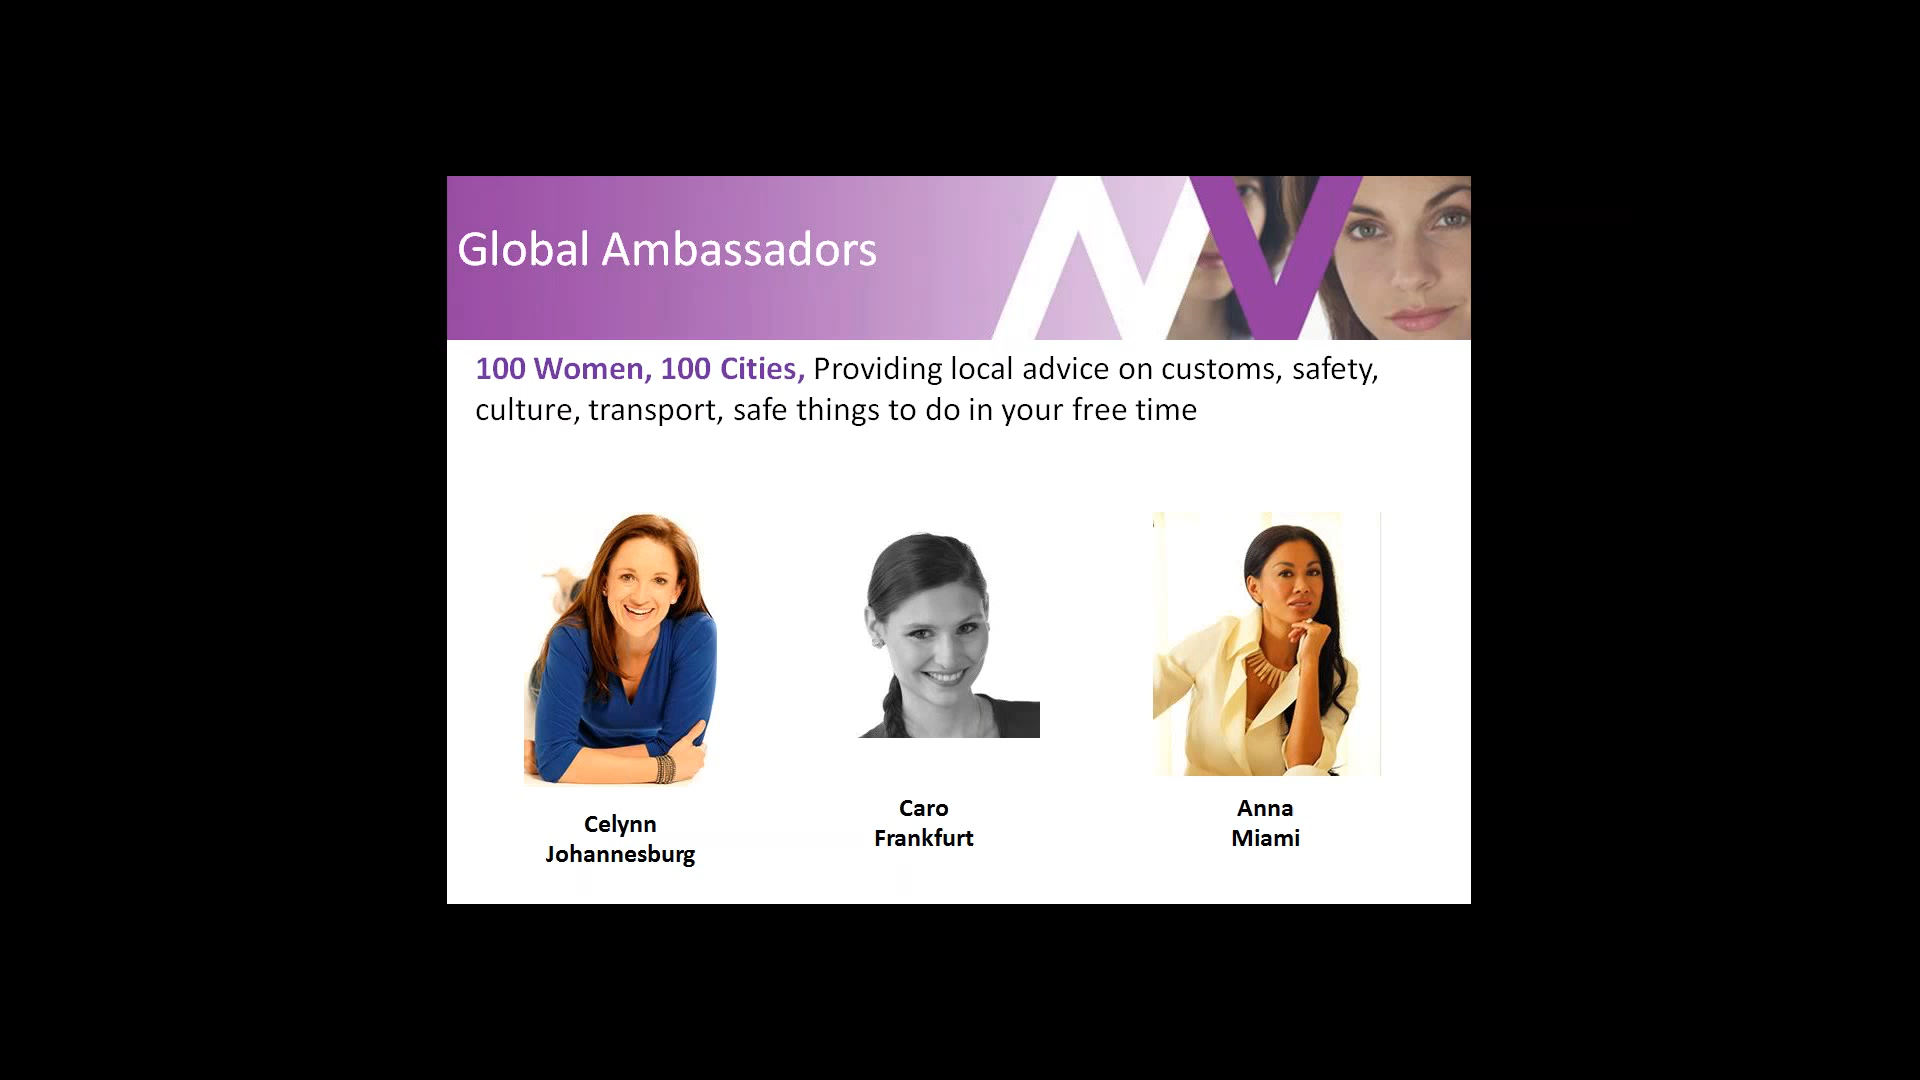 Global Ambassadors
100 Women, 100 Cities, Providing local advice on customs, safety,
culture, transport, safe things to do in your free time
Celynn
Johannesburg
Caro
Frankfurt
Anna
Miami